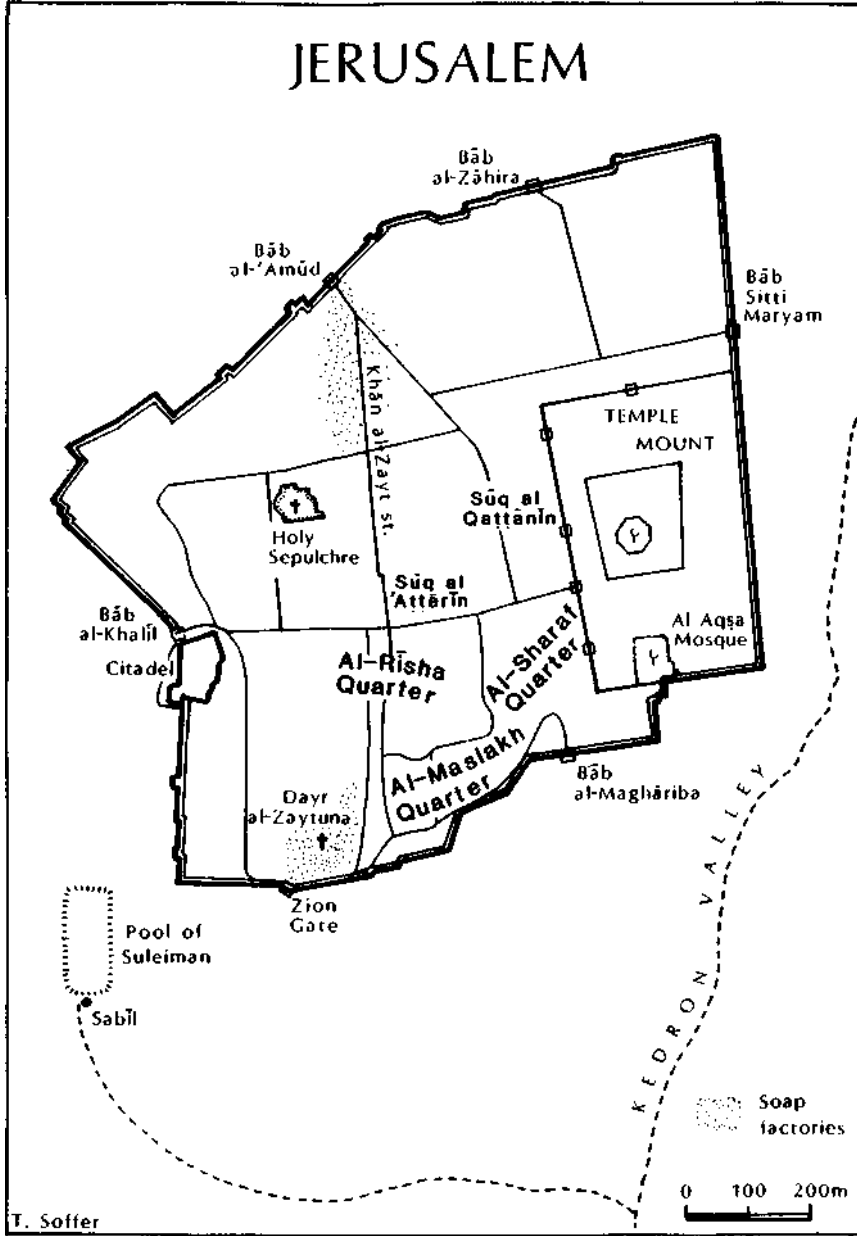 JERUSALEM
Bāb
al-Zāhira
Bāb
al-'Amūd
Bāb
Sitti
Maryam
Khān al-Zayt st.
TEMPLE
MOUNT
Sūq al
Qaṭṭānīn
Holy
Sepulchre
Sūq al
'Aṭṭārīn
Bāb
al-Khalīl
Citadel
Al Aqṣa
Mosque
Al-Rīsha
Quarter
Al-Sharaf
Quarter
Al-Maslakh
Quarter
Dayr
al-Zaytuna
Bāb
al-Maghāriba
Zion
Gate
Pool of
Suleiman
Sabīl
KEDRON VALLEY
Soap
factories
0 100 200m
T. Soffer